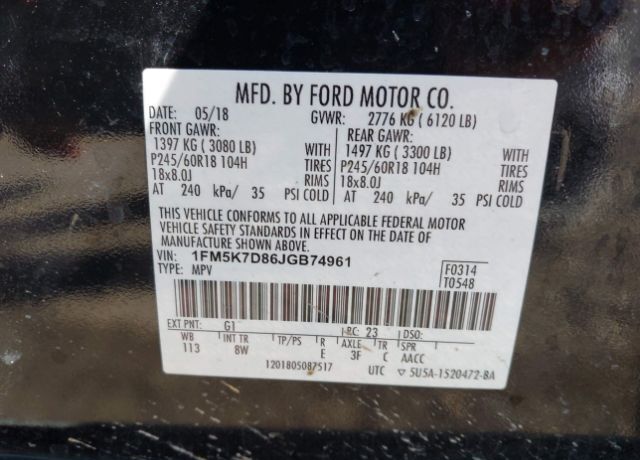 MFD. BY FORD MOTOR CO.
DATE: 05/18 GVWR: 2776 KG ( 6120 LB)
FRONT GAWR: REAR GAWR:
1397 KG ( 3080 LB) WITH 1497 KG ( 3300 LB) WITH
P245/60R18 104H TIRES P245/60R18 104H TIRES
18x8.0J RIMS 18x8.0J RIMS
AT 240 kPa/ 35 PSI COLD AT 240 kPa/ 35 PSI COLD
THIS VEHICLE CONFORMS TO ALL APPLICABLE FEDERAL MOTOR
VEHICLE SAFETY STANDARDS IN EFFECT ON THE DATE OF
MANUFACTURE SHOWN ABOVE.
VIN: 1FM5K7D86JGB74961 F0314
TYPE: MPV T0548
EXT PNT: G1 RC: 23 DSO:
WB INT TR TP/PS R AXLE TR SPR
113 8W E 3F C AACC
1201805087517 UTC ▽ 5U5A-1520472-BA